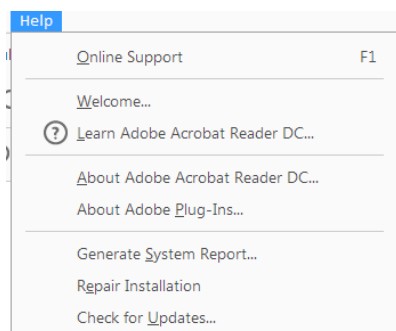 Help
Online Support F1
Welcome...
Learn Adobe Acrobat Reader DC...
About Adobe Acrobat Reader DC...
About Adobe Plug-Ins...
Generate System Report...
Repair Installation
Check for Updates...